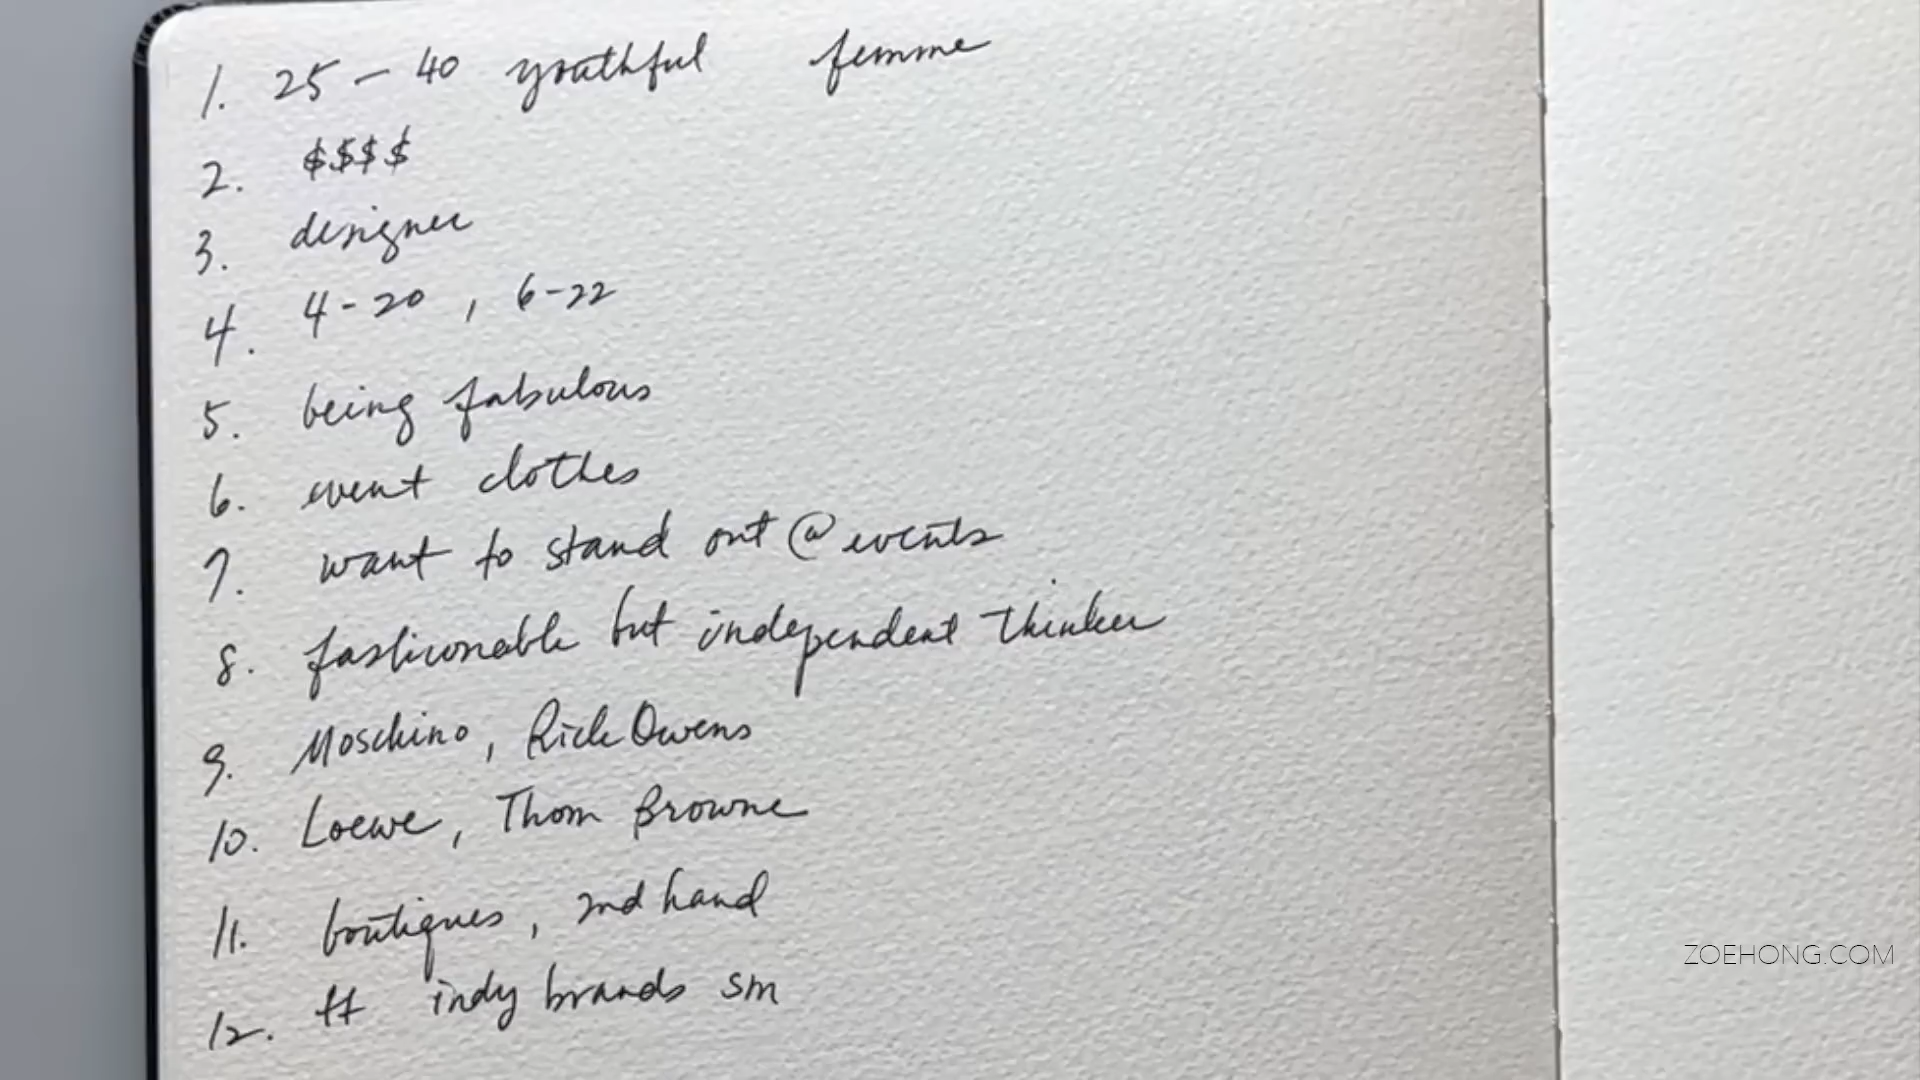 1. 25 - 40 youthful femme
2. $$$$
3. designer
4. 4-20, 6-22
5. being fabulous
6. event clothes
7. want to stand out @ events
8. fashionable but independent thinker
9. Moschino, Rick Owens
10. Loewe, Thom Browne
11. boutiques, 2nd hand
12. indy brands sm
ZOEHONG.COM